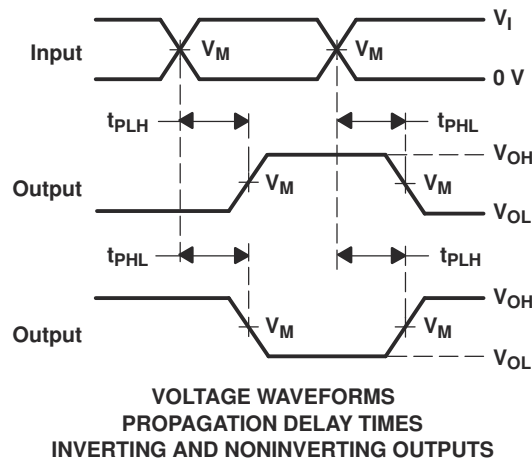 V_I
Input V_M V_M
0 V
t_PLH t_PHL
V_OH
Output V_M V_M
V_OL
t_PHL t_PLH
V_OH
Output V_M V_M
V_OL
VOLTAGE WAVEFORMS
PROPAGATION DELAY TIMES
INVERTING AND NONINVERTING OUTPUTS